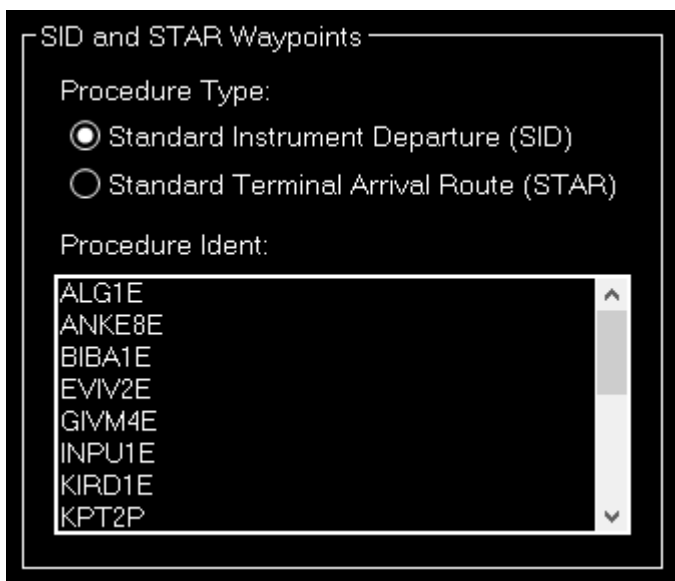 SID and STAR Waypoints
Procedure Type:
Standard Instrument Departure (SID)
Standard Terminal Arrival Route (STAR)
Procedure Ident:
ALG1E
ANKE8E
BIBA1E
EVIV2E
GIVM4E
INPU1E
KIRD1E
KPT2P